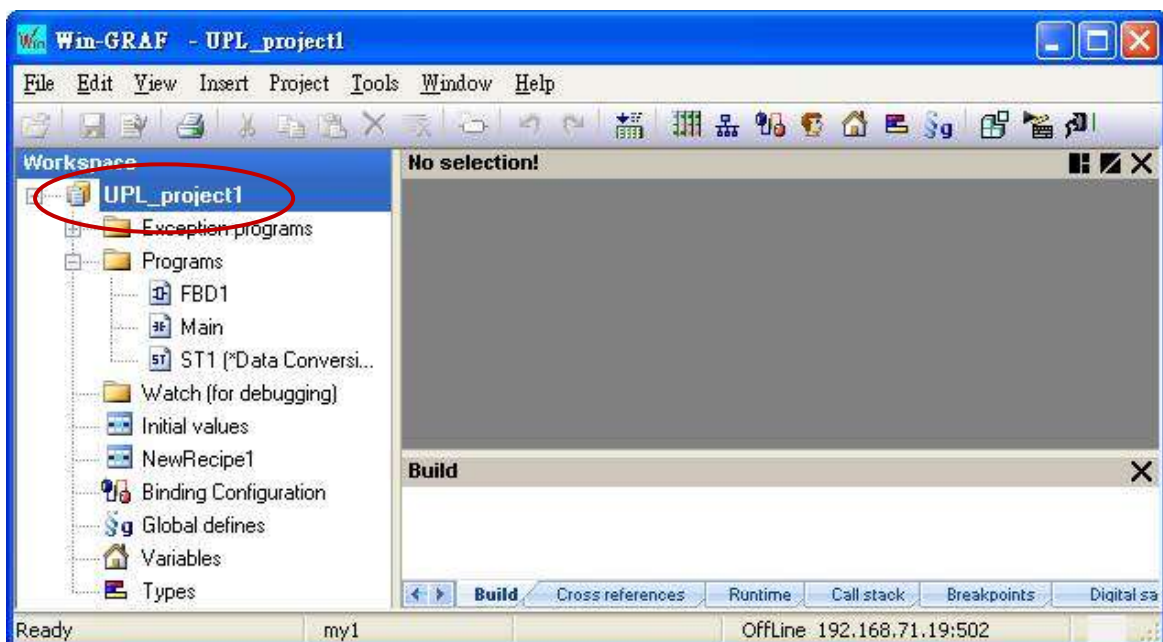 Win-GRAF - UPL_project1
File Edit View Insert Project Tools Window Help
Workspace
No selection!
UPL_project1
Exception programs
Programs
FBD1
Main
ST1 (*Data Conversi...
Watch (for debugging)
Initial values
NewRecipe1
Binding Configuration
Global defines
Variables
Types
Build
Build Cross references Runtime Call stack Breakpoints Digital sa
Ready my1 OffLine 192.168.71.19:502